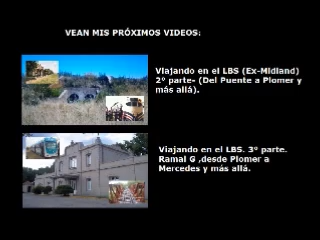 VEAN MIS PRÓXIMOS VIDEOS:
Viajando en el LBS (Ex-Midland)
2° parte- (Del Puente a Plomer y
más allá).
Viajando en el LBS. 3° parte.
Ramal G ,desde Plomer a
Mercedes y más allá.